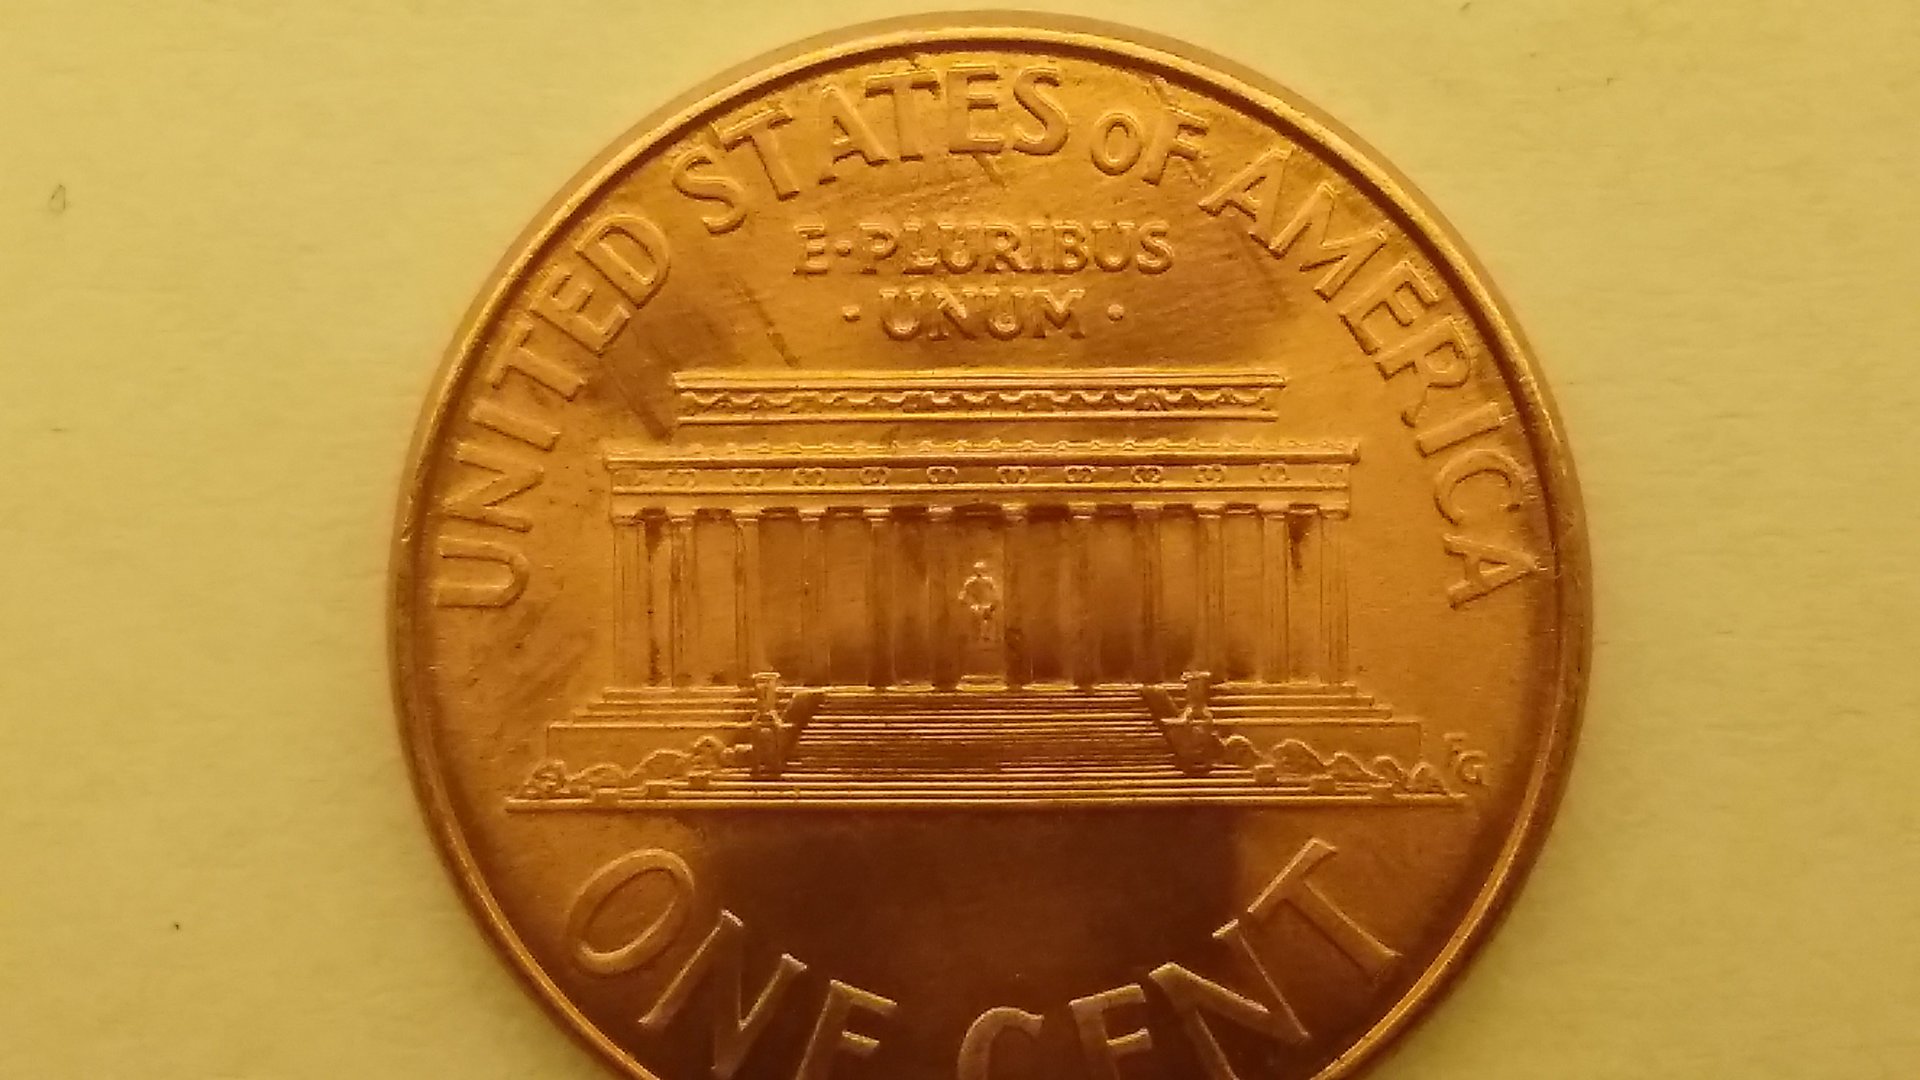 UNITED STATES OF AMERICA
E·PLURIBUS
·UNUM·
FG
ONE CENT